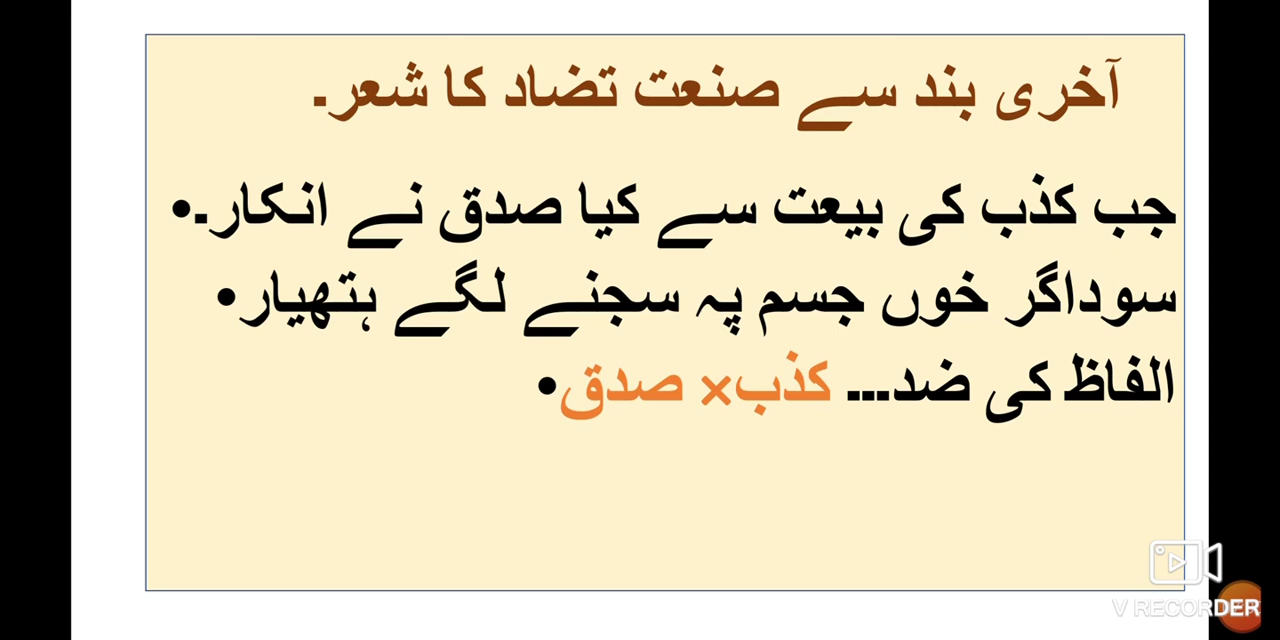 آخری بند سے صنعت تضاد کا شعر۔
جب کذب کی بیعت سے کیا صدق نے انکار۔•
سوداگر خوں جسم پہ سجنے لگے ہتھیار•
الفاظ کی ضد... کذب× صدق•
V RECORDER